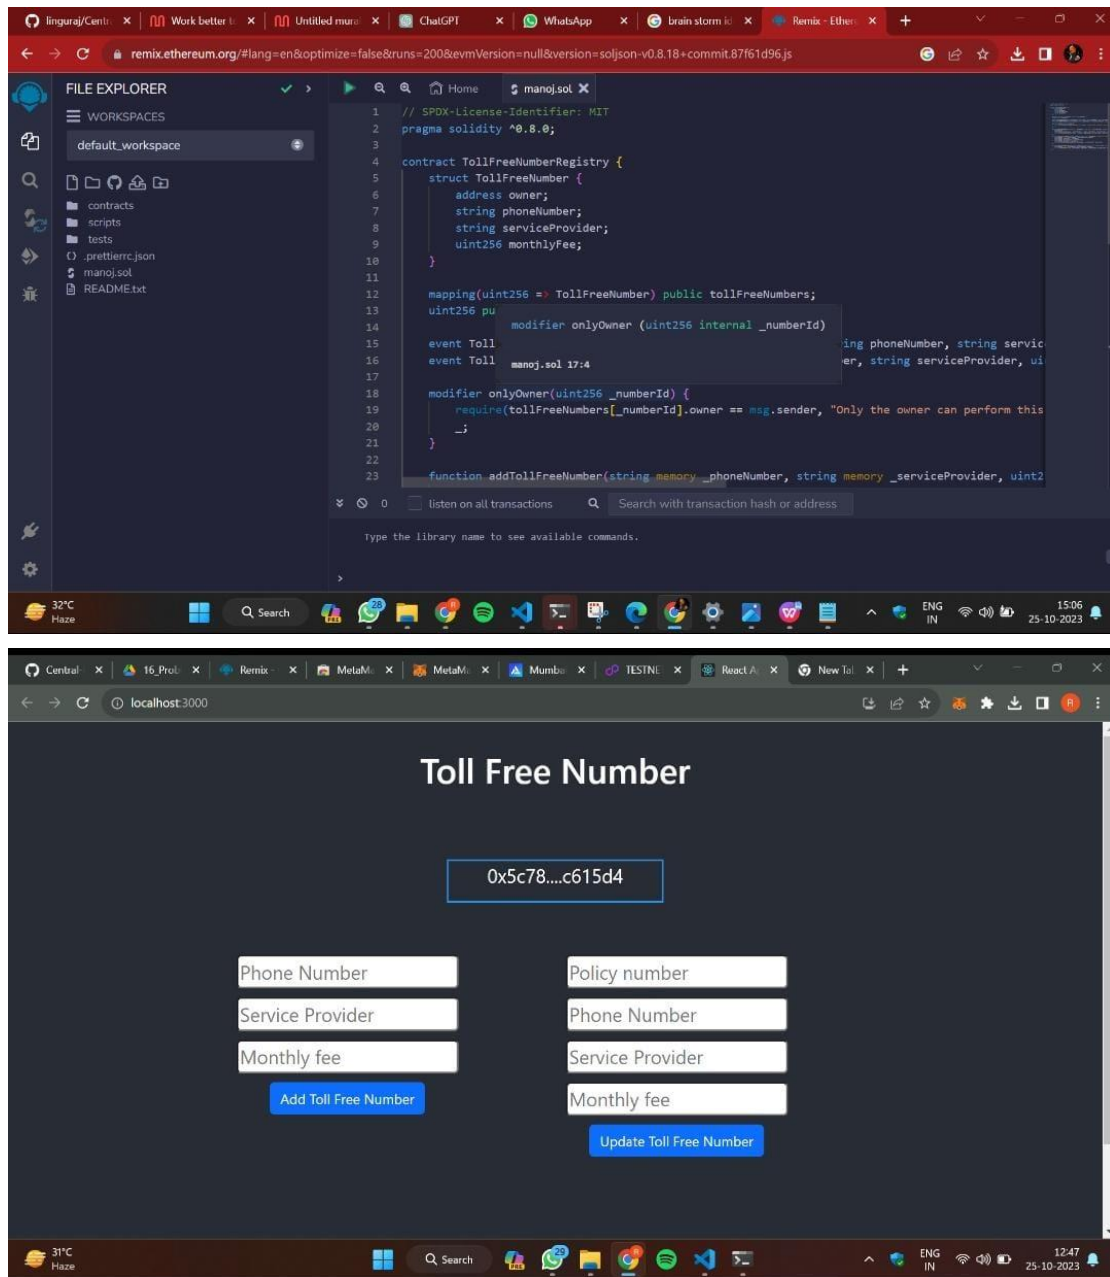 linguraj/Centr
Work better to
Untitled mura
ChatGPT
WhatsApp
brain storm id
Remix - Ether
remix.ethereum.org/#lang=en&optimize=false&runs=200&evmVersion=null&version=soljson-v0.8.18+commit.87f61d96.js
FILE EXPLORER
WORKSPACES
default_workspace
contracts
scripts
tests
.prettierrc.json
manoj.sol
README.txt
Home
manoj.sol
1 // SPDX-License-Identifier: MIT
2 pragma solidity ^0.8.0;
3
4 contract TollFreeNumberRegistry {
5 struct TollFreeNumber {
6 address owner;
7 string phoneNumber;
8 string serviceProvider;
9 uint256 monthlyFee;
10 }
11
12 mapping(uint256 => TollFreeNumber) public tollFreeNumbers;
13 uint256 pu
14
modifier onlyOwner (uint256 internal _numberId)
15 event Toll ing phoneNumber, string servic
16 event Toll er, string serviceProvider, ui
manoj.sol 17:4
17
18 modifier onlyOwner(uint256 _numberId) {
19 require(tollFreeNumbers[_numberId].owner == msg.sender, "Only the owner can perform this
20 _;
21 }
22
23 function addTollFreeNumber(string memory _phoneNumber, string memory _serviceProvider, uint2
0 listen on all transactions Search with transaction hash or address
Type the library name to see available commands.
>
32°C
Haze
Search
28
ENG
IN
15:06
25-10-2023
Central-
16_Prob
Remix -
MetaMa
MetaMa
Mumba
TESTNE
React A
New Tal
localhost:3000
Toll Free Number
0x5c78....c615d4
Phone Number
Service Provider
Monthly fee
Add Toll Free Number
Policy number
Phone Number
Service Provider
Monthly fee
Update Toll Free Number
31°C
Haze
Search
29
ENG
IN
12:47
25-10-2023